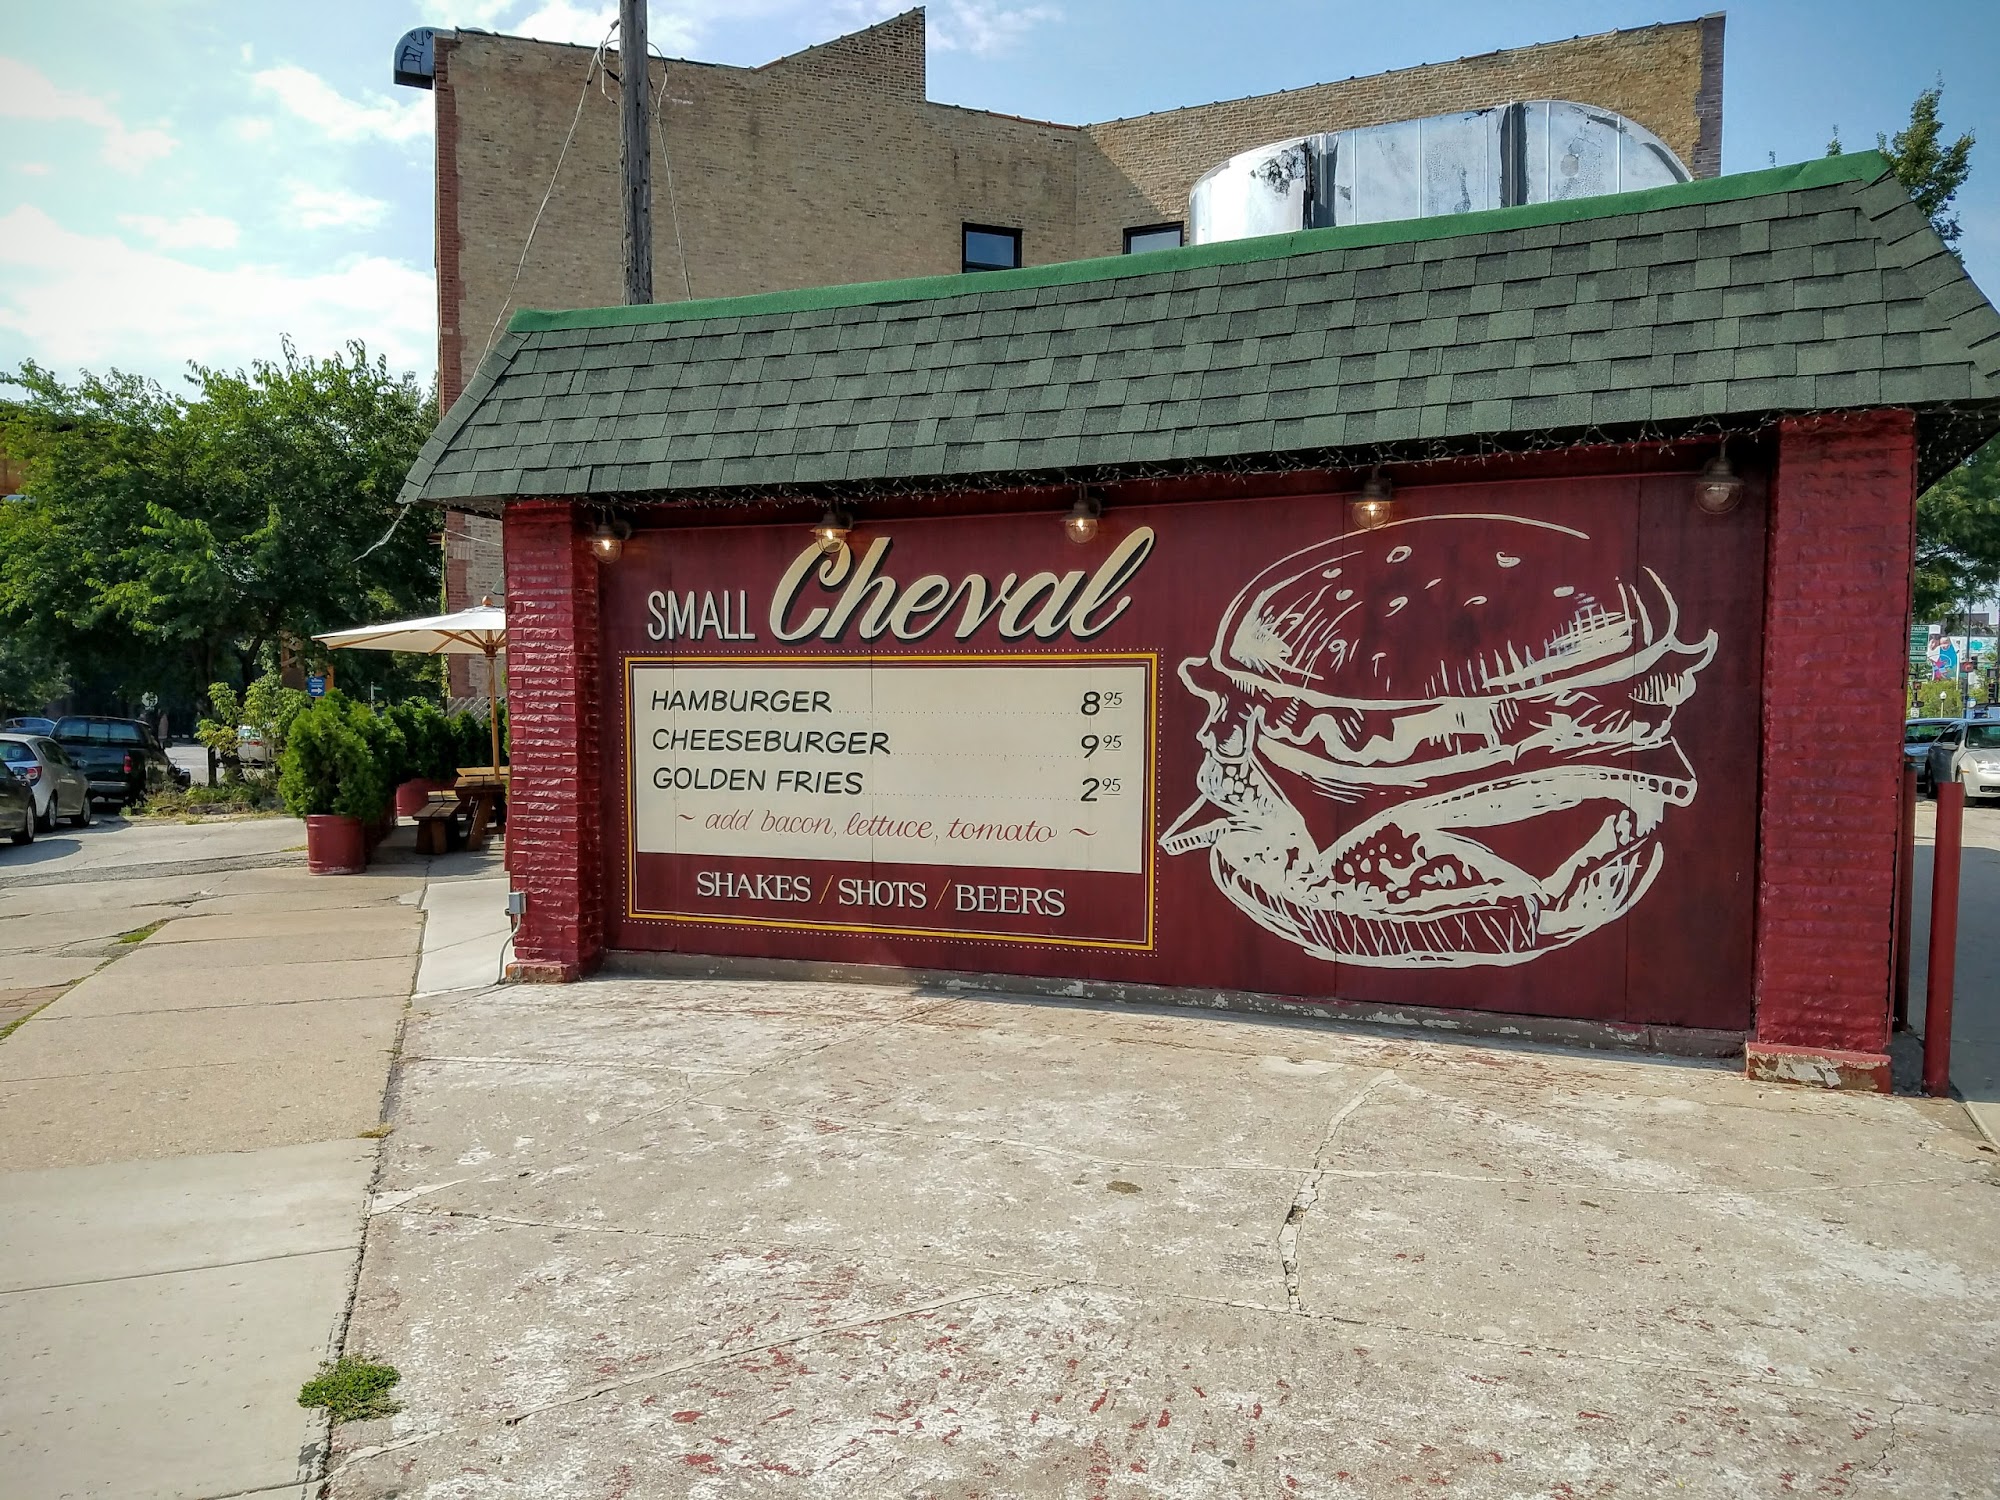 SMALL Cheval
HAMBURGER 8 95
CHEESEBURGER 9 95
GOLDEN FRIES 2 95
~ add bacon, lettuce, tomato ~
SHAKES / SHOTS / BEERS